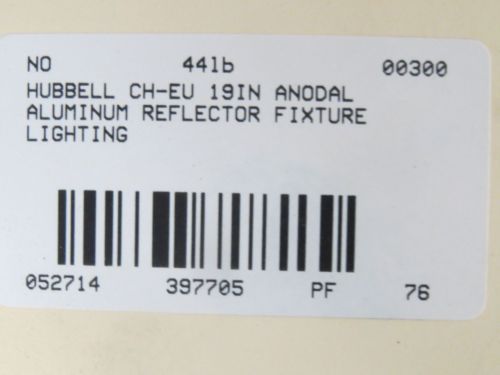 NO 441b 00300
HUBBELL CH-EU 19IN ANODAL
ALUMINUM REFLECTOR FIXTURE
LIGHTING
052714 397705 PF 76